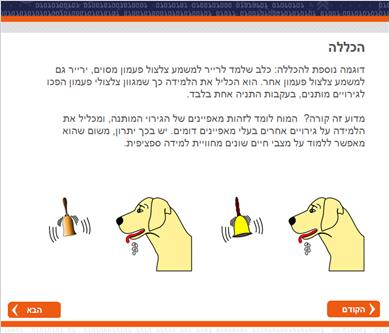 הכללה
דוגמה נוספת להכללה: כלב שלמד לרייר למשמע צלצול פעמון מסוים, ירייר גם
למשמע צלצול פעמון אחר. הוא הכליל את הלמידה כך שמגוון צלצולי פעמון הפכו
לגירויים מותנים, בעקבות התניה אחת בלבד.
מדוע זה קורה? המוח לומד לזהות מאפיינים של הגירוי המותנה, ומכליל את
הלמידה על גירויים אחרים בעלי מאפיינים דומים. יש בכך יתרון, משום שהוא
מאפשר ללמוד על מצבי חיים שונים מחוויית למידה ספציפית.
הקודם
הבא